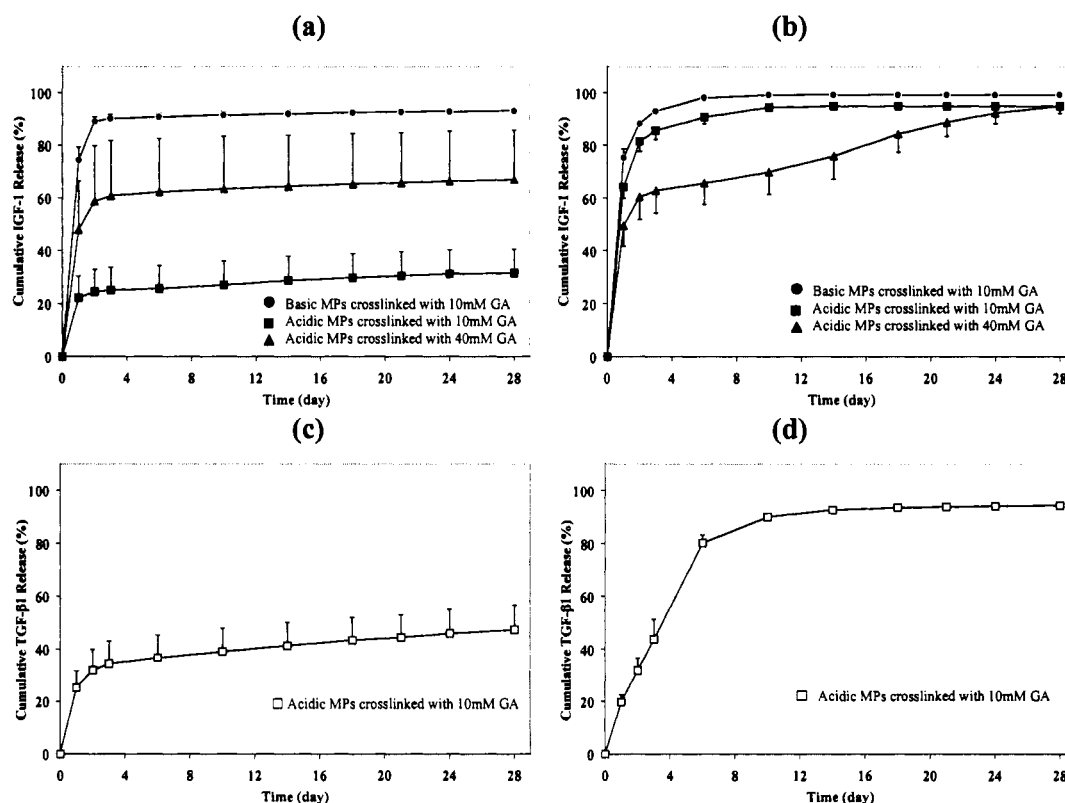 (a)
Cumulative IGF-1 Release (%)
100
80
60
40
20
0
● Basic MPs crosslinked with 10mM GA
■ Acidic MPs crosslinked with 10mM GA
▲ Acidic MPs crosslinked with 40mM GA
0 4 8 12 16 20 24 28
Time (day)
(b)
Cumulative IGF-1 Release (%)
100
80
60
40
20
0
● Basic MPs crosslinked with 10mM GA
■ Acidic MPs crosslinked with 10mM GA
▲ Acidic MPs crosslinked with 40mM GA
0 4 8 12 16 20 24 28
Time (day)
(c)
Cumulative TGF-β1 Release (%)
100
80
60
40
20
0
□ Acidic MPs crosslinked with 10mM GA
0 4 8 12 16 20 24 28
Time (day)
(d)
Cumulative TGF-β1 Release (%)
100
80
60
40
20
0
□ Acidic MPs crosslinked with 10mM GA
0 4 8 12 16 20 24 28
Time (day)